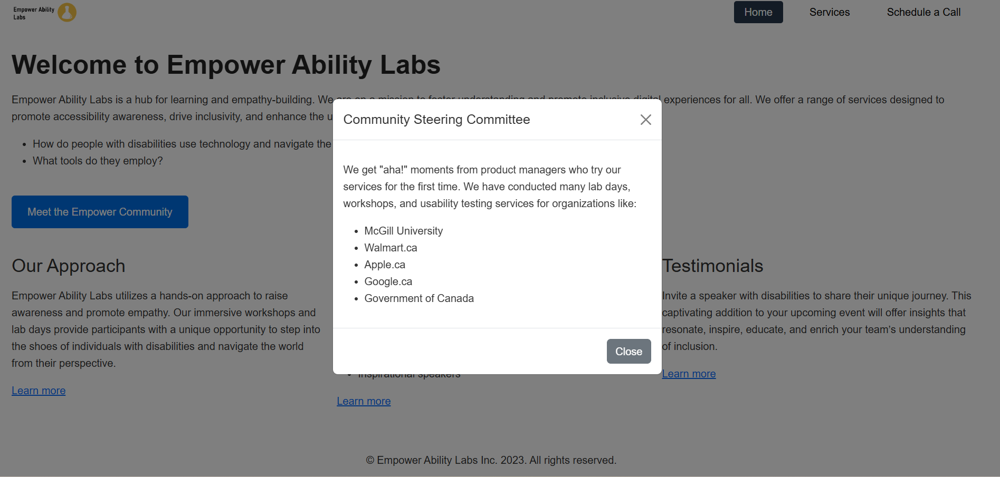 Empower Ability
Labs
Home
Services
Schedule a Call
Welcome to Empower Ability Labs
Empower Ability Labs is a hub for learning and empathy-building. We are on a mission to foster understanding and promote inclusive digital experiences for all. We offer a range of services designed to
promote accessibility awareness, drive inclusivity, and enhance the u
• How do people with disabilities use technology and navigate the
• What tools do they employ?
Meet the Empower Community
Community Steering Committee
We get "aha!" moments from product managers who try our
services for the first time. We have conducted many lab days,
workshops, and usability testing services for organizations like:
• McGill University
• Walmart.ca
• Apple.ca
• Google.ca
• Government of Canada
Close
Our Approach
Empower Ability Labs utilizes a hands-on approach to raise
awareness and promote empathy. Our immersive workshops and
lab days provide participants with a unique opportunity to step into
the shoes of individuals with disabilities and navigate the world
from their perspective.
Learn more
• Inspirational speakers
Learn more
Testimonials
Invite a speaker with disabilities to share their unique journey. This
captivating addition to your upcoming event will offer insights that
resonate, inspire, educate, and enrich your team’s understanding
of inclusion.
Learn more
© Empower Ability Labs Inc. 2023. All rights reserved.